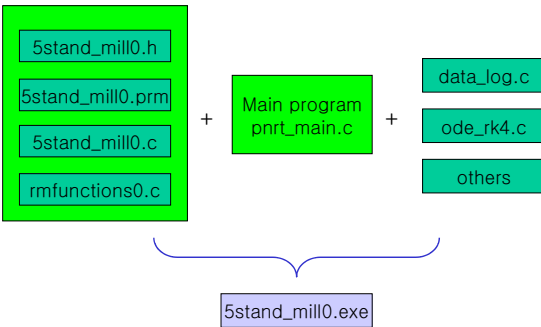 5stand_mill0.h
5stand_mill0.prm
5stand_mill0.c
rmfunctions0.c
+
Main program
pnrt_main.c
+
data_log.c
ode_rk4.c
others
5stand_mill0.exe